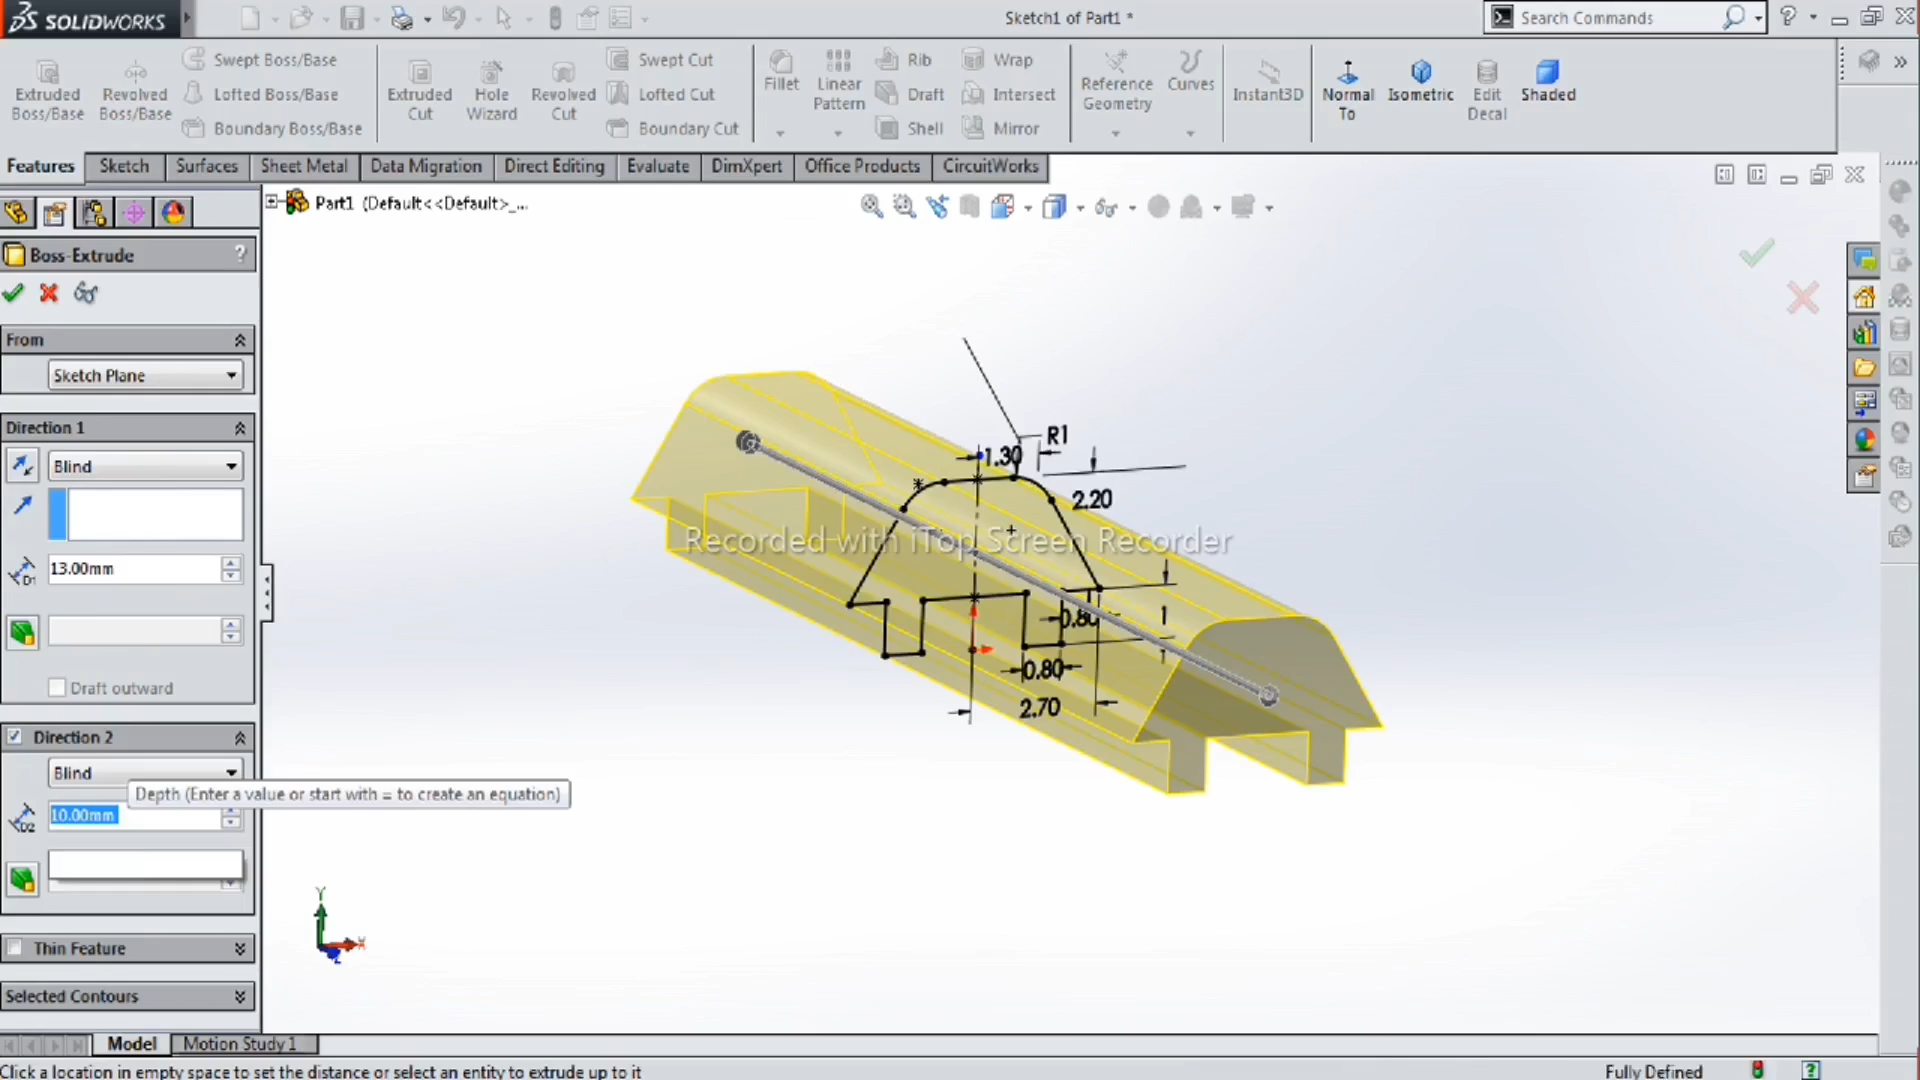 SOLIDWORKS
Sketch1 of Part1 *
Search Commands
Extruded Boss/Base
Revolved Boss/Base
Swept Boss/Base
Lofted Boss/Base
Boundary Boss/Base
Extruded Cut
Hole Wizard
Revolved Cut
Swept Cut
Lofted Cut
Boundary Cut
Fillet
Linear Pattern
Rib
Draft
Shell
Wrap
Intersect
Mirror
Reference Geometry
Curves
Instant3D
Normal To
Isometric
Edit Decal
Shaded
Features
Sketch
Surfaces
Sheet Metal
Data Migration
Direct Editing
Evaluate
DimXpert
Office Products
CircuitWorks
Part1 (Default<<Default>_...
Boss-Extrude
?
From
Sketch Plane
Direction 1
Blind
D1
13.00mm
Draft outward
Direction 2
Blind
Depth (Enter a value or start with = to create an equation)
D2
10.00mm
Thin Feature
Selected Contours
R1
1.30
2.20
Recorded with iTop Screen Recorder
0.80
1
0.80
2.70
Y
X
Z
Model
Motion Study 1
Click a location in empty space to set the distance or select an entity to extrude up to it
Fully Defined